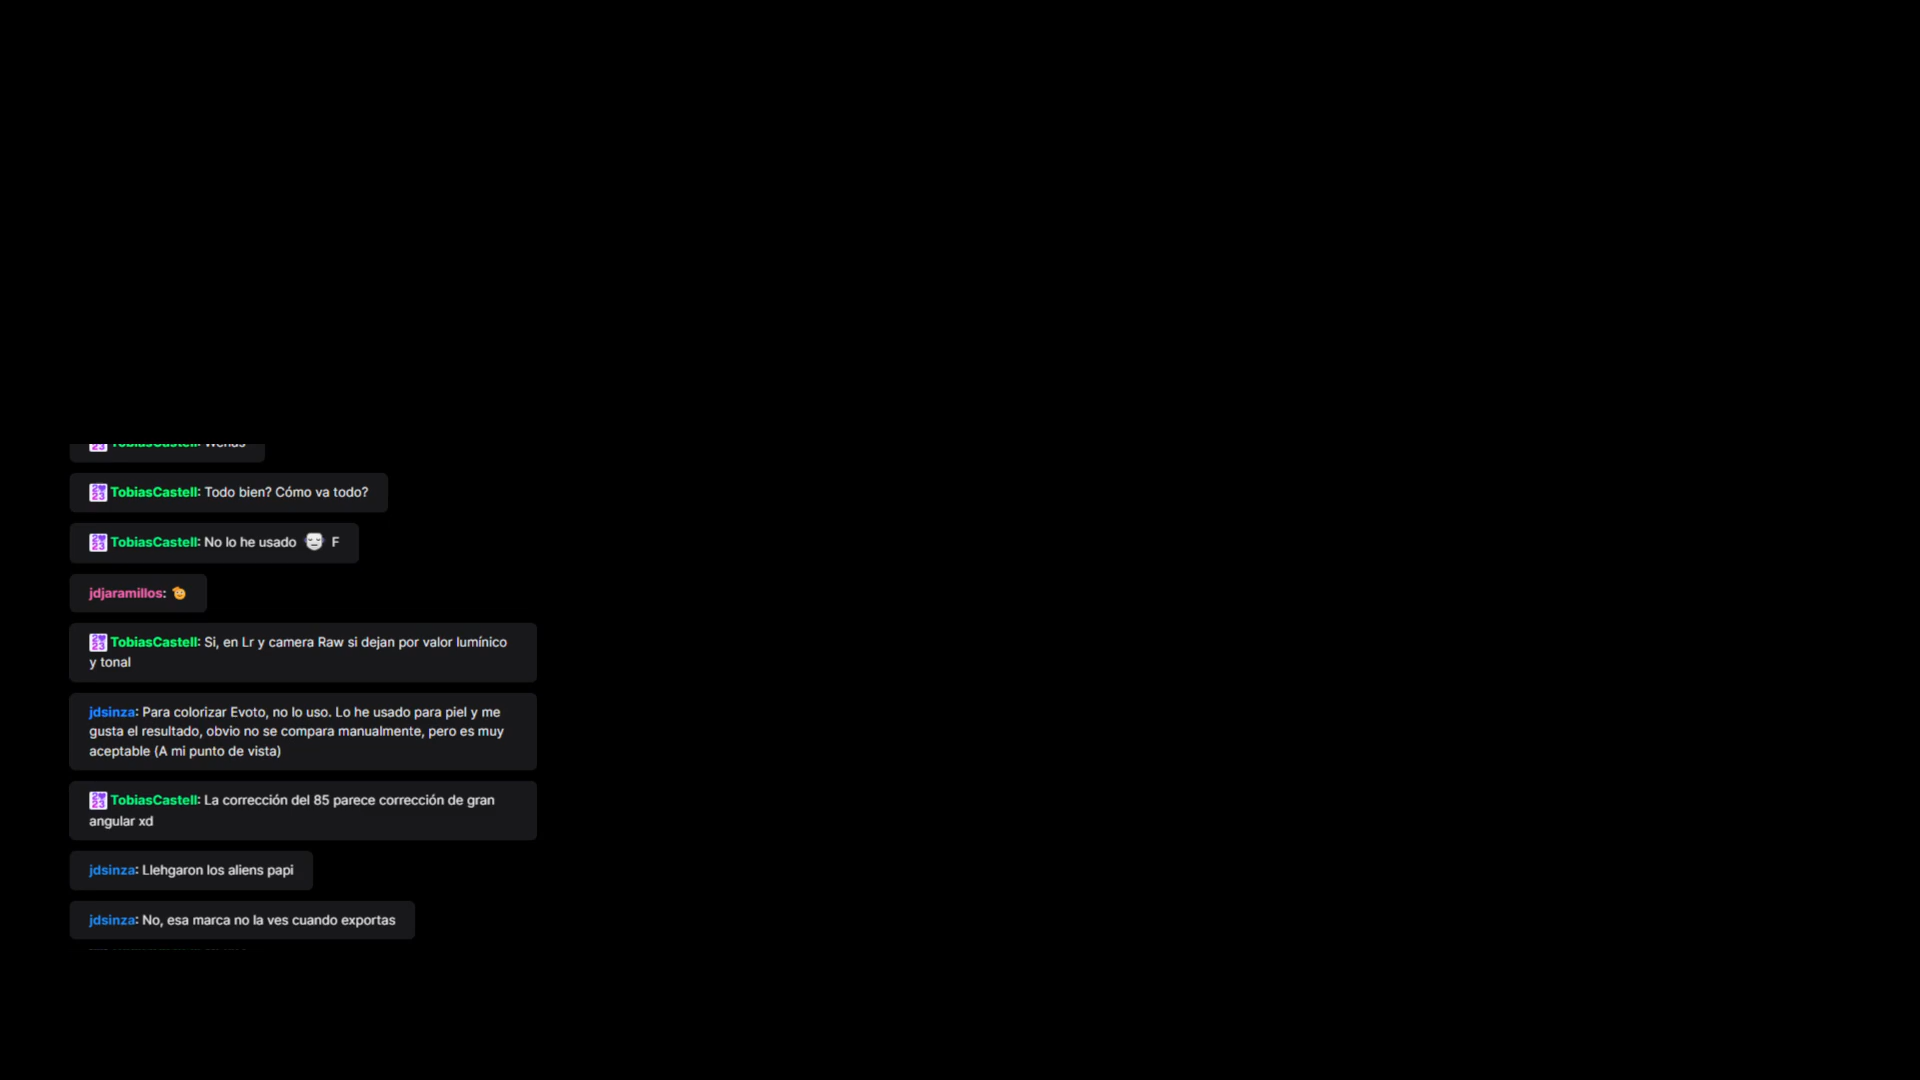 TobiasCastell: Wenas
TobiasCastell: Todo bien? Cómo va todo?
TobiasCastell: No lo he usado F
jdjaramillos:
TobiasCastell: Si, en Lr y camera Raw si dejan por valor lumínico
y tonal
jdsinza: Para colorizar Evoto, no lo uso. Lo he usado para piel y me
gusta el resultado, obvio no se compara manualmente, pero es muy
aceptable (A mi punto de vista)
TobiasCastell: La corrección del 85 parece corrección de gran
angular xd
jdsinza: Llehgaron los aliens papi
jdsinza: No, esa marca no la ves cuando exportas